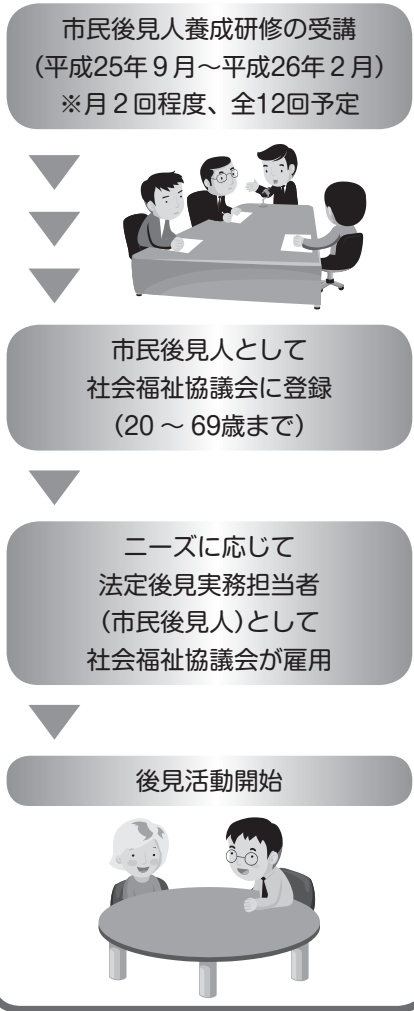 市民後見人養成研修の受講
(平成25年9月～平成26年2月)
※月2回程度、全12回予定
市民後見人として
社会福祉協議会に登録
(20～69歳まで)
ニーズに応じて
法定後見実務担当者
(市民後見人)として
社会福祉協議会が雇用
後見活動開始